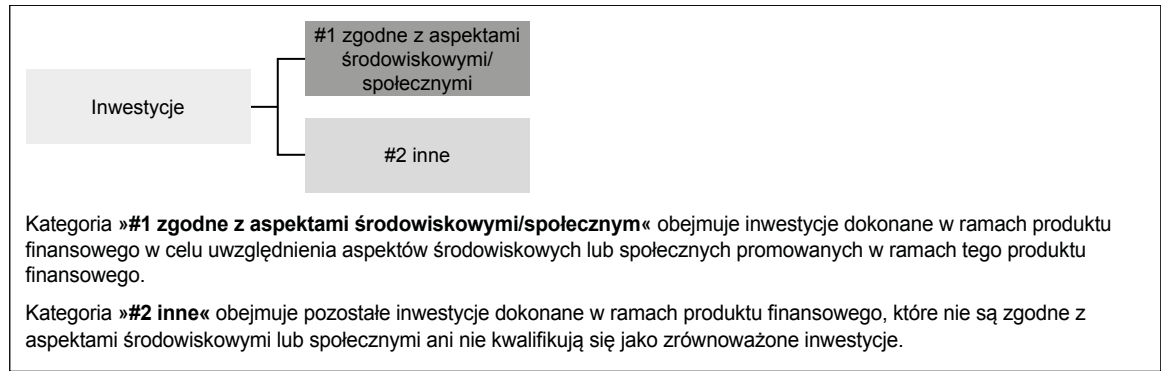 #1 zgodne z aspektami
środowiskowymi/
społecznymi
Inwestycje
#2 inne
Kategoria »#1 zgodne z aspektami środowiskowymi/społecznym« obejmuje inwestycje dokonane w ramach produktu
finansowego w celu uwzględnienia aspektów środowiskowych lub społecznych promowanych w ramach tego produktu
finansowego.
Kategoria »#2 inne« obejmuje pozostałe inwestycje dokonane w ramach produktu finansowego, które nie są zgodne z
aspektami środowiskowymi lub społecznymi ani nie kwalifikują się jako zrównoważone inwestycje.